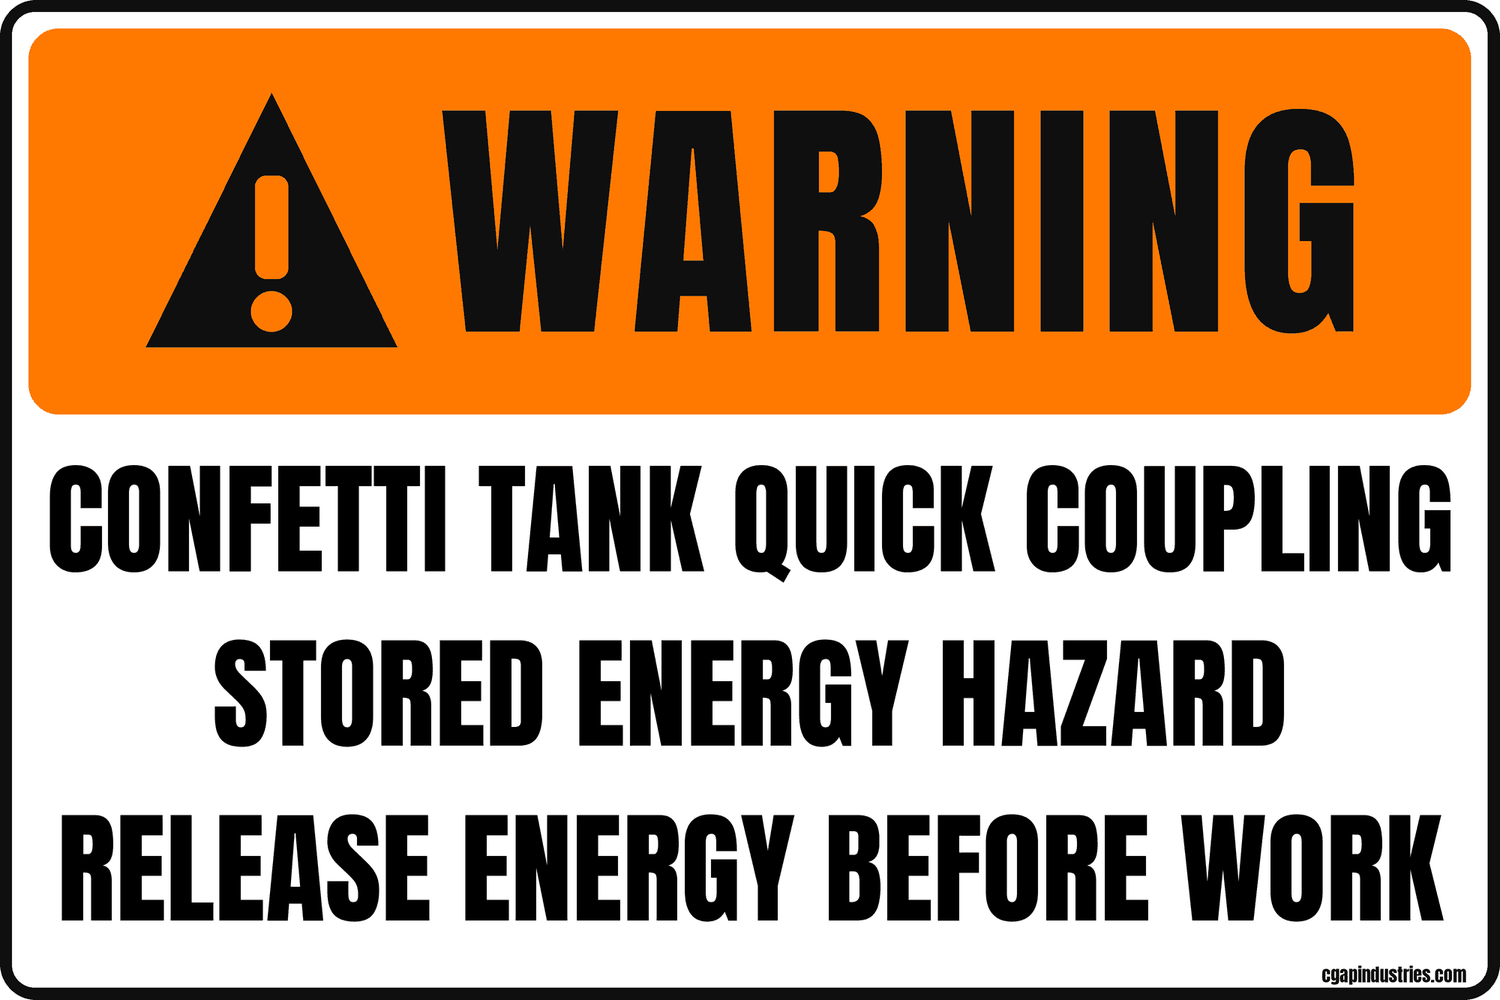 WARNING
CONFETTI TANK QUICK COUPLING
STORED ENERGY HAZARD
RELEASE ENERGY BEFORE WORK
cgapindustries.com